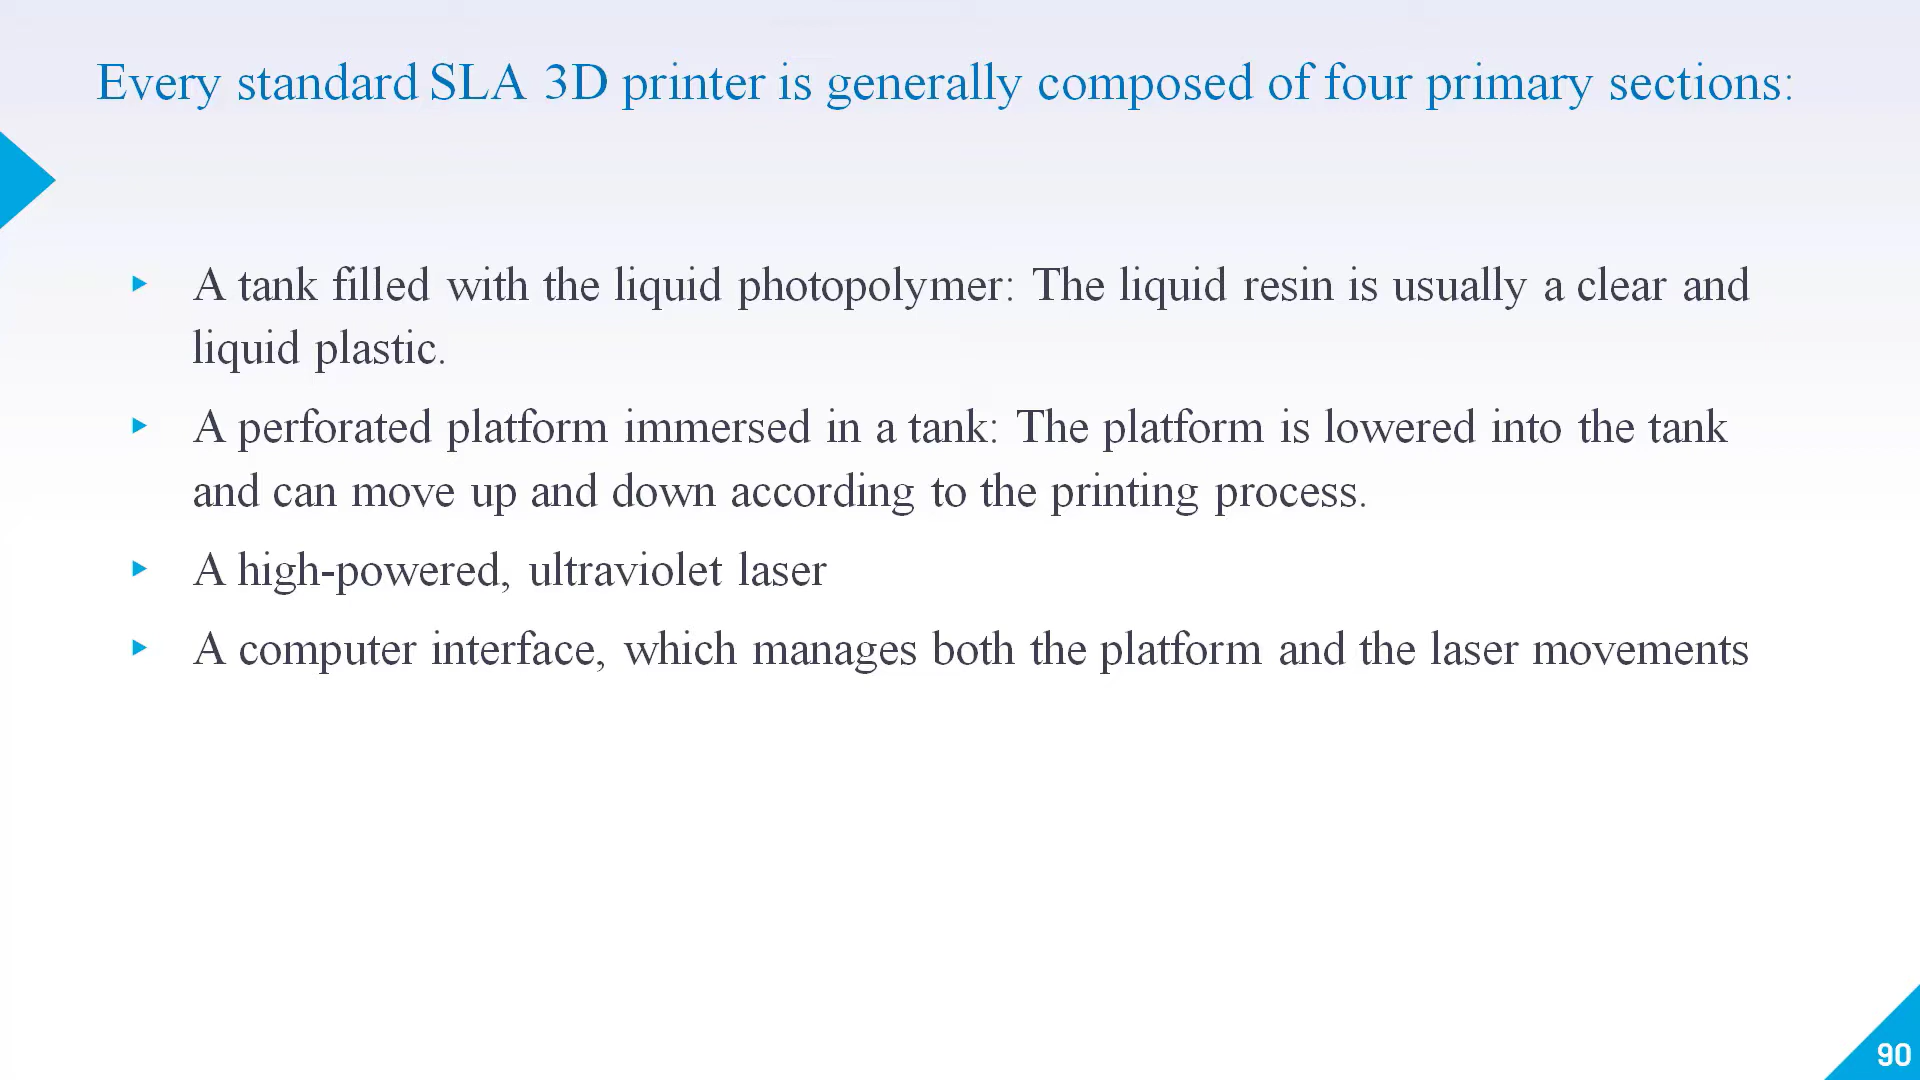 Every standard SLA 3D printer is generally composed of four primary sections:
A tank filled with the liquid photopolymer: The liquid resin is usually a clear and
liquid plastic.
A perforated platform immersed in a tank: The platform is lowered into the tank
and can move up and down according to the printing process.
A high-powered, ultraviolet laser
A computer interface, which manages both the platform and the laser movements
90